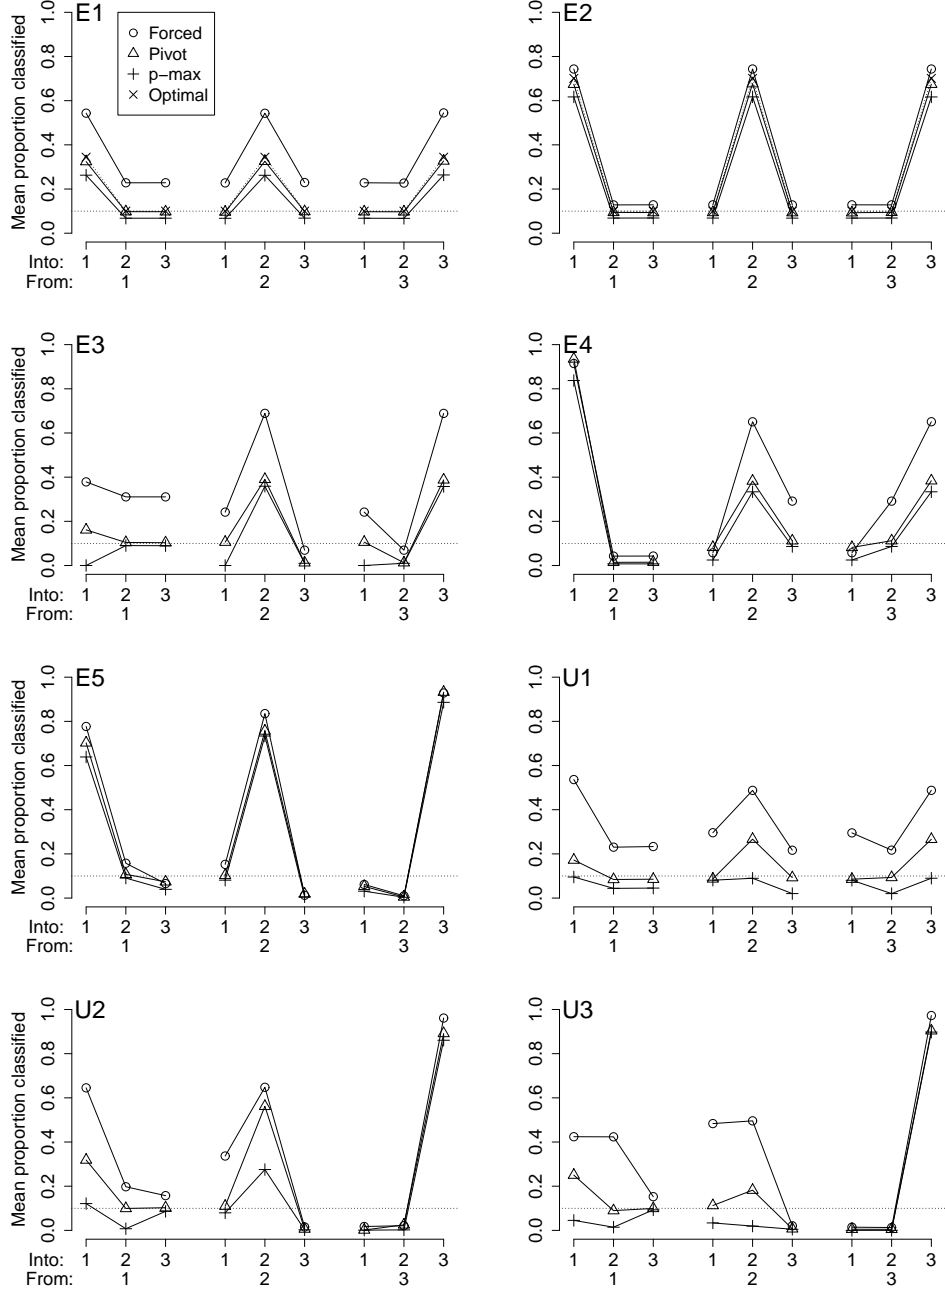 E1
Forced
Pivot
p−max
Optimal
Mean proportion classified
0.0 0.2 0.4 0.6 0.8 1.0
Into: 1 2 3 1 2 3 1 2 3
From: 1 2 3
E2
0.0 0.2 0.4 0.6 0.8 1.0
1 2 3 1 2 3 1 2 3
1 2 3
E3
Mean proportion classified
0.0 0.2 0.4 0.6 0.8 1.0
Into: 1 2 3 1 2 3 1 2 3
From: 1 2 3
E4
0.0 0.2 0.4 0.6 0.8 1.0
1 2 3 1 2 3 1 2 3
1 2 3
E5
Mean proportion classified
0.0 0.2 0.4 0.6 0.8 1.0
Into: 1 2 3 1 2 3 1 2 3
From: 1 2 3
U1
0.0 0.2 0.4 0.6 0.8 1.0
1 2 3 1 2 3 1 2 3
1 2 3
U2
Mean proportion classified
0.0 0.2 0.4 0.6 0.8 1.0
Into: 1 2 3 1 2 3 1 2 3
From: 1 2 3
U3
0.0 0.2 0.4 0.6 0.8 1.0
1 2 3 1 2 3 1 2 3
1 2 3